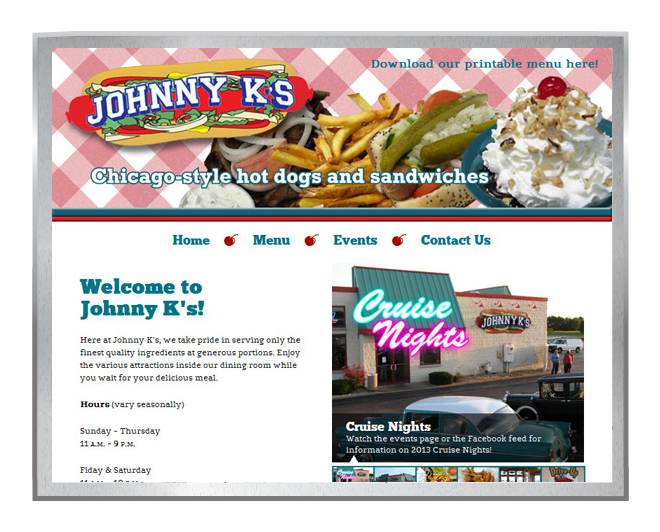 Download our printable menu here!
JOHNNY K'S
Chicago-style hot dogs and sandwiches
Home Menu Events Contact Us
Welcome to
Johnny K's!
Here at Johnny K's, we take pride in serving only the
finest quality ingredients at generous portions. Enjoy
the various attractions inside our dining room while
you wait for your delicious meal.
Hours (vary seasonally)
Sunday - Thursday
11 A.M. - 9 P.M.
Fiday & Saturday
Cruise
Nights
JOHNNY K'S
Cruise Nights
Watch the events page or the Facebook feed for
information on 2013 Cruise Nights!